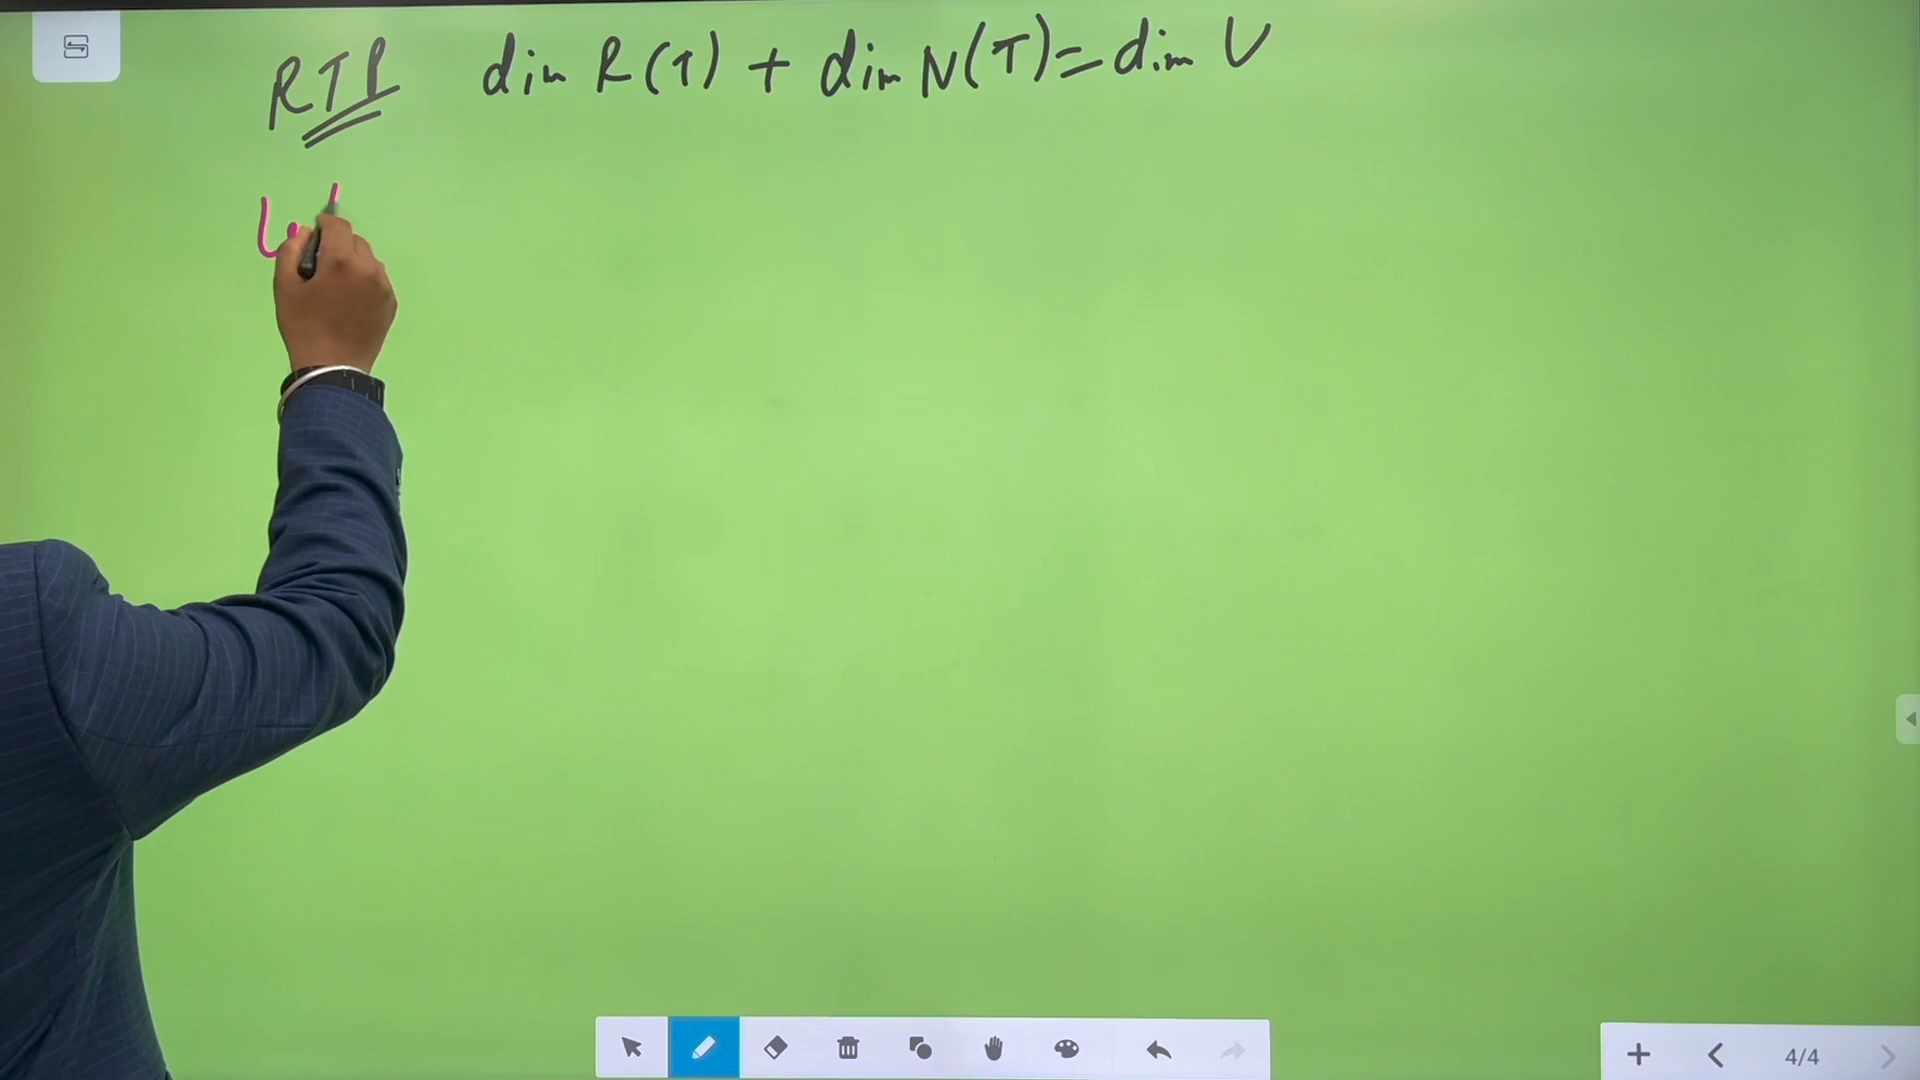 RTP dim R(T) + dim N(T) = dim V
4/4